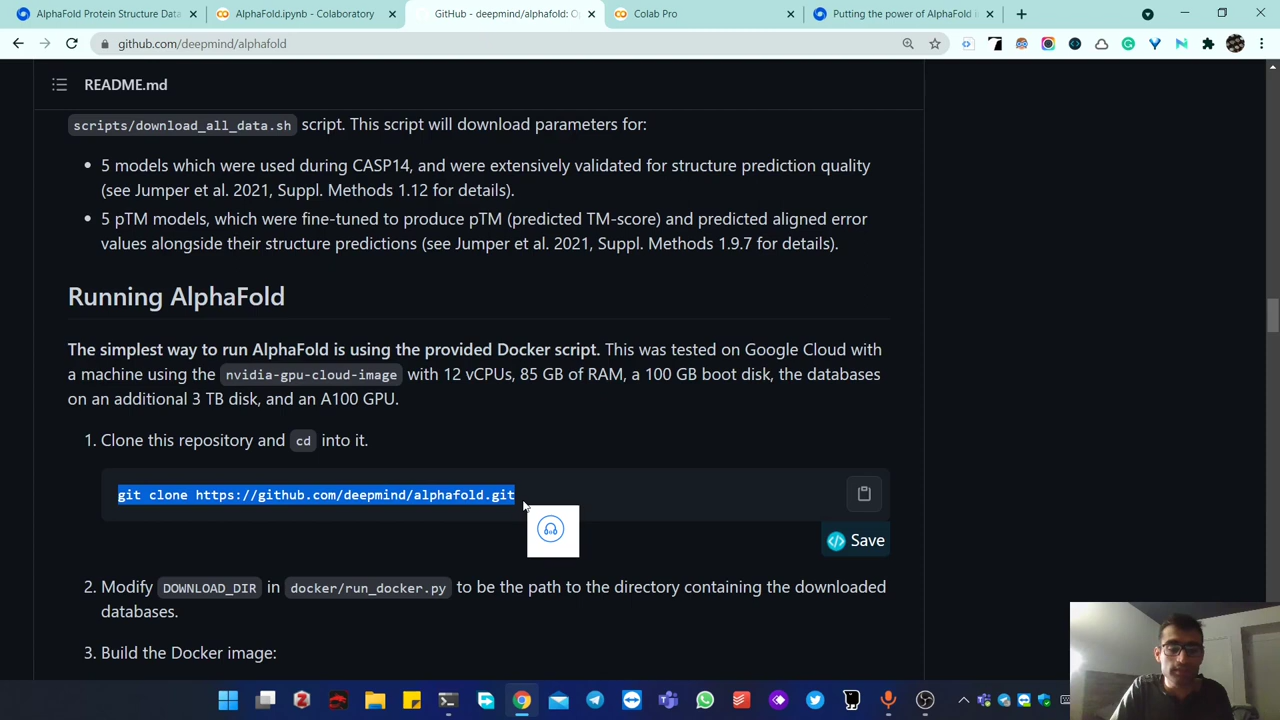 AlphaFold Protein Structure Data
AlphaFold.ipynb - Colaboratory
GitHub - deepmind/alphafold: Op
Colab Pro
Putting the power of AlphaFold i
github.com/deepmind/alphafold
README.md
scripts/download_all_data.sh script. This script will download parameters for:
• 5 models which were used during CASP14, and were extensively validated for structure prediction quality
(see Jumper et al. 2021, Suppl. Methods 1.12 for details).
• 5 pTM models, which were fine-tuned to produce pTM (predicted TM-score) and predicted aligned error
values alongside their structure predictions (see Jumper et al. 2021, Suppl. Methods 1.9.7 for details).
Running AlphaFold
The simplest way to run AlphaFold is using the provided Docker script. This was tested on Google Cloud with
a machine using the nvidia-gpu-cloud-image with 12 vCPUs, 85 GB of RAM, a 100 GB boot disk, the databases
on an additional 3 TB disk, and an A100 GPU.
1. Clone this repository and cd into it.
git clone https://github.com/deepmind/alphafold.git
Save
2. Modify DOWNLOAD_DIR in docker/run_docker.py to be the path to the directory containing the downloaded
databases.
3. Build the Docker image: